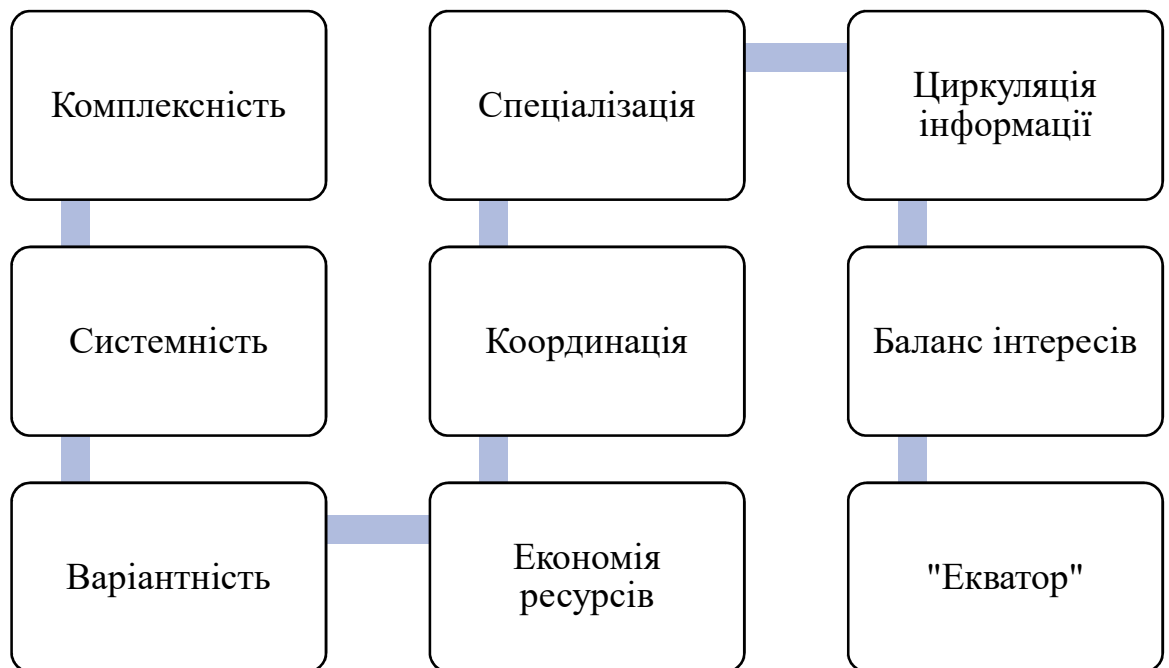 Комплексність
Системність
Варіантність
Економія
ресурсів
Координація
Спеціалізація
Циркуляція
інформації
Баланс інтересів
"Екватор"